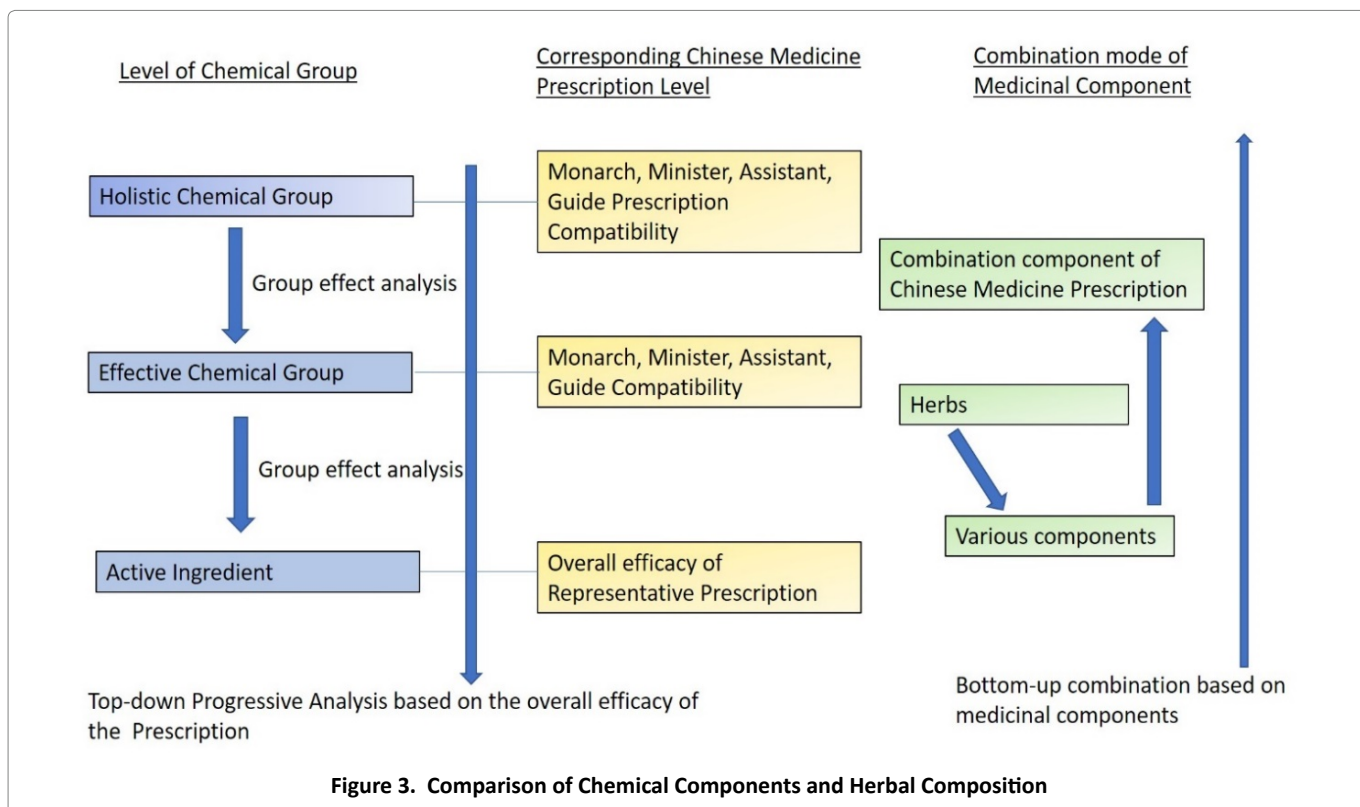 Level of Chemical Group
Corresponding Chinese Medicine
Prescription Level
Combination mode of
Medicinal Component
Holistic Chemical Group
Monarch, Minister, Assistant,
Guide Prescription
Compatibility
Group effect analysis
Combination component of
Chinese Medicine Prescription
Effective Chemical Group
Monarch, Minister, Assistant,
Guide Compatibility
Herbs
Group effect analysis
Various components
Active Ingredient
Overall efficacy of
Representative Prescription
Top-down Progressive Analysis based on the overall efficacy of
the Prescription
Bottom-up combination based on
medicinal components
Figure 3. Comparison of Chemical Components and Herbal Composition